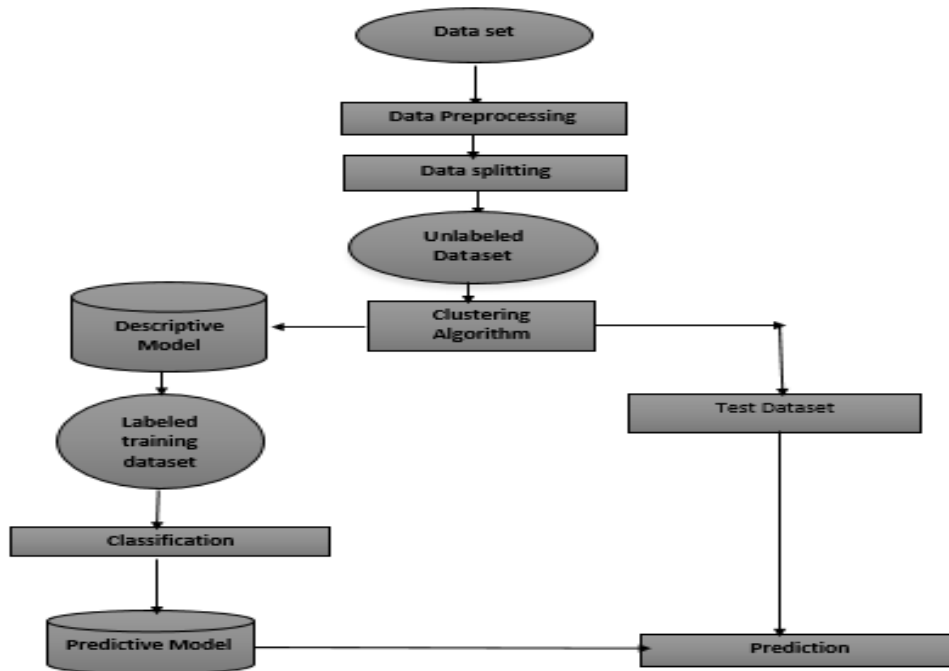 Data set
Data Preprocessing
Data splitting
Unlabeled
Dataset
Clustering
Algorithm
Descriptive
Model
Test Dataset
Labeled
training
dataset
Classification
Predictive Model
Prediction